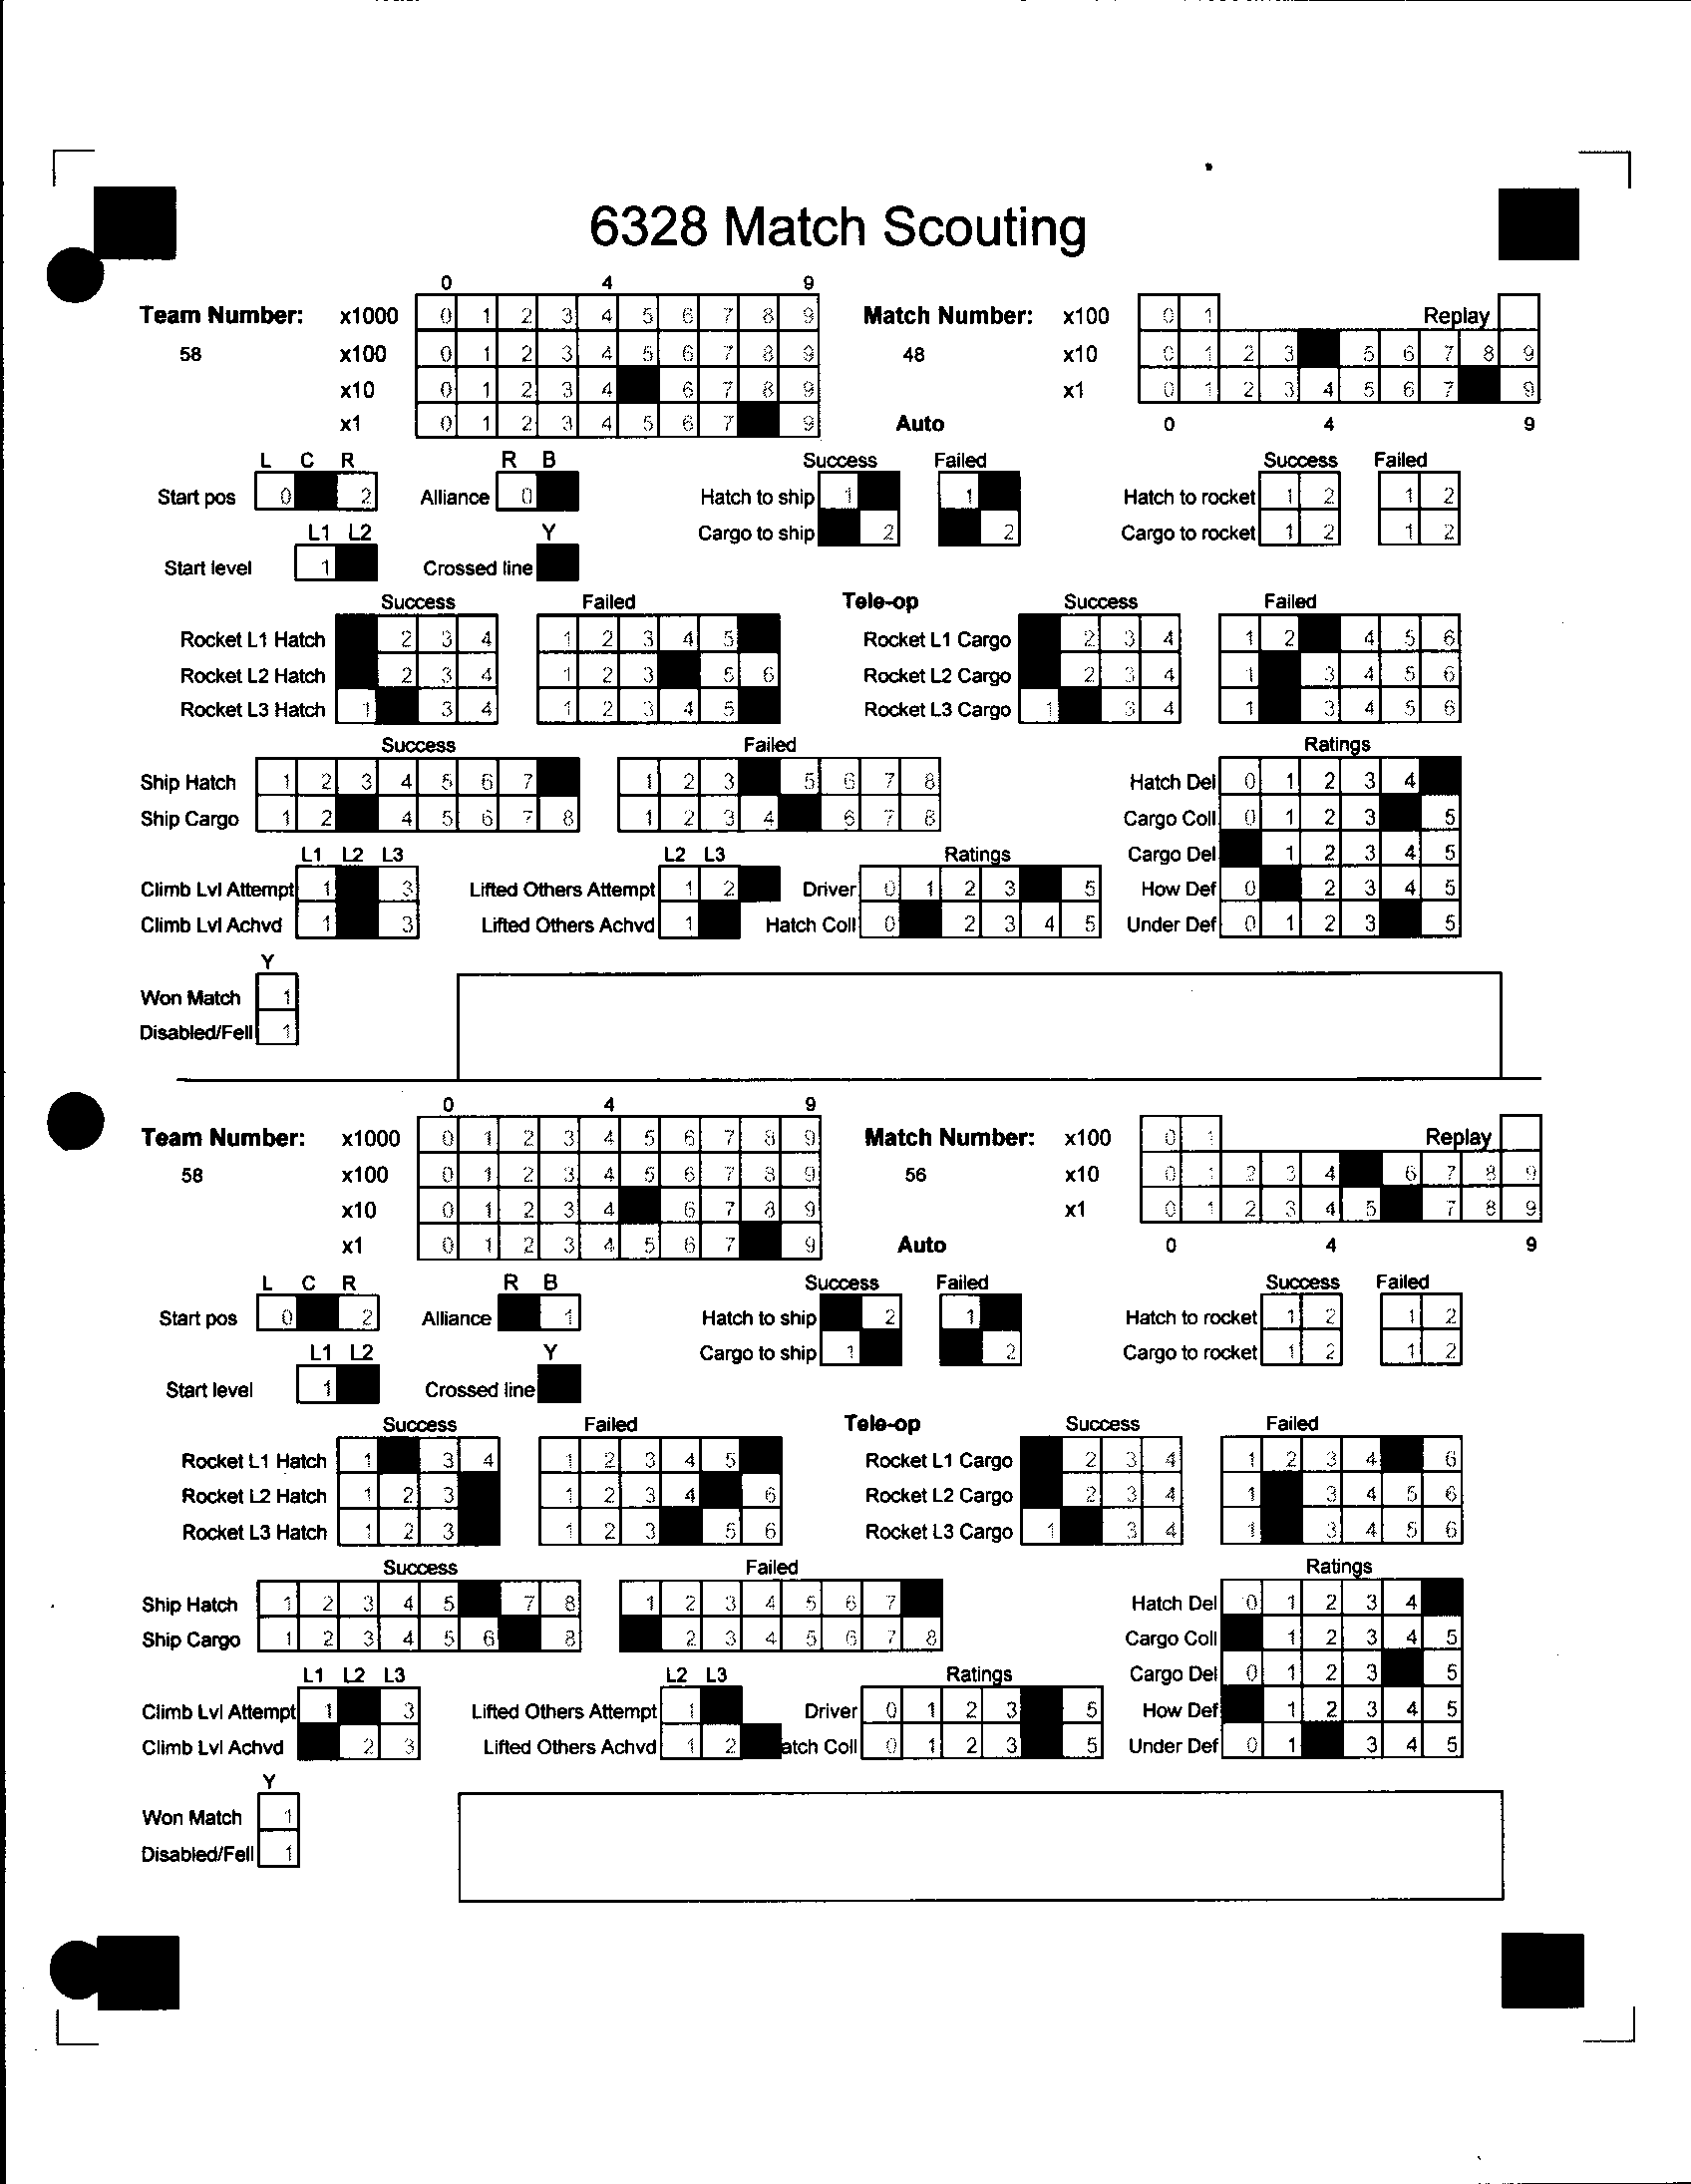 6328 Match Scouting
0 4 9
Team Number: x1000 0 1 2 3 4 5 6 7 8 9 Match Number: x100 0 1 Replay
58 x100 0 1 2 3 4 5 6 7 8 9 48 x10 0 1 2 3 5 6 7 8 9
x10 0 1 2 3 4 6 7 8 9 x1 0 1 2 3 4 5 6 7 9
x1 0 1 2 3 4 5 6 7 9 Auto 0 4 9
L C R R B Success Failed Success Failed
Start pos 0 2 Alliance 0 Hatch to ship 1 1 Hatch to rocket 1 2 1 2
L1 L2 Y Cargo to ship 2 2 Cargo to rocket 1 2 1 2
Start level 1 Crossed line
Success Failed Tele-op Success Failed
Rocket L1 Hatch 2 3 4 1 2 3 4 5 Rocket L1 Cargo 2 3 4 1 2 4 5 6
Rocket L2 Hatch 2 3 4 1 2 3 5 6 Rocket L2 Cargo 2 3 4 1 3 4 5 6
Rocket L3 Hatch 1 3 4 1 2 3 4 5 Rocket L3 Cargo 1 3 4 1 3 4 5 6
Success Failed Ratings
Ship Hatch 1 2 3 4 5 6 7 1 2 3 5 6 7 8 Hatch Del 0 1 2 3 4
Ship Cargo 1 2 4 5 6 7 8 1 2 3 4 6 7 8 Cargo Coll 0 1 2 3 5
L1 L2 L3 L2 L3 Ratings Cargo Del 1 2 3 4 5
Climb Lvl Attempt 1 3 Lifted Others Attempt 1 2 Driver 0 1 2 3 5 How Def 0 2 3 4 5
Climb Lvl Achvd 1 3 Lifted Others Achvd 1 Hatch Coll 0 2 3 4 5 Under Def 0 1 2 3 5
Y
Won Match 1
Disabled/Fell 1
0 4 9
Team Number: x1000 0 1 2 3 4 5 6 7 8 9 Match Number: x100 0 1 Replay
58 x100 0 1 2 3 4 5 6 7 8 9 56 x10 0 1 2 3 4 6 7 8 9
x10 0 1 2 3 4 6 7 8 9 x1 0 1 2 3 4 5 7 8 9
x1 0 1 2 3 4 5 6 7 9 Auto 0 4 9
L C R R B Success Failed Success Failed
Start pos 0 2 Alliance 1 Hatch to ship 2 1 Hatch to rocket 1 2 1 2
L1 L2 Y Cargo to ship 1 2 Cargo to rocket 1 2 1 2
Start level 1 Crossed line
Success Failed Tele-op Success Failed
Rocket L1 Hatch 1 3 4 1 2 3 4 5 Rocket L1 Cargo 2 3 4 1 2 3 4 6
Rocket L2 Hatch 1 2 3 1 2 3 4 6 Rocket L2 Cargo 2 3 4 1 3 4 5 6
Rocket L3 Hatch 1 2 3 1 2 3 5 6 Rocket L3 Cargo 1 3 4 1 3 4 5 6
Success Failed Ratings
Ship Hatch 1 2 3 4 5 7 8 1 2 3 4 5 6 7 Hatch Del 0 1 2 3 4
Ship Cargo 1 2 3 4 5 6 8 2 3 4 5 6 7 8 Cargo Coll 1 2 3 4 5
L1 L2 L3 L2 L3 Ratings Cargo Del 0 1 2 3 5
Climb Lvl Attempt 1 3 Lifted Others Attempt 1 Driver 0 1 2 3 5 How Def 1 2 3 4 5
Climb Lvl Achvd 2 3 Lifted Others Achvd 1 2 atch Coll 0 1 2 3 5 Under Def 0 1 3 4 5
Y
Won Match 1
Disabled/Fell 1